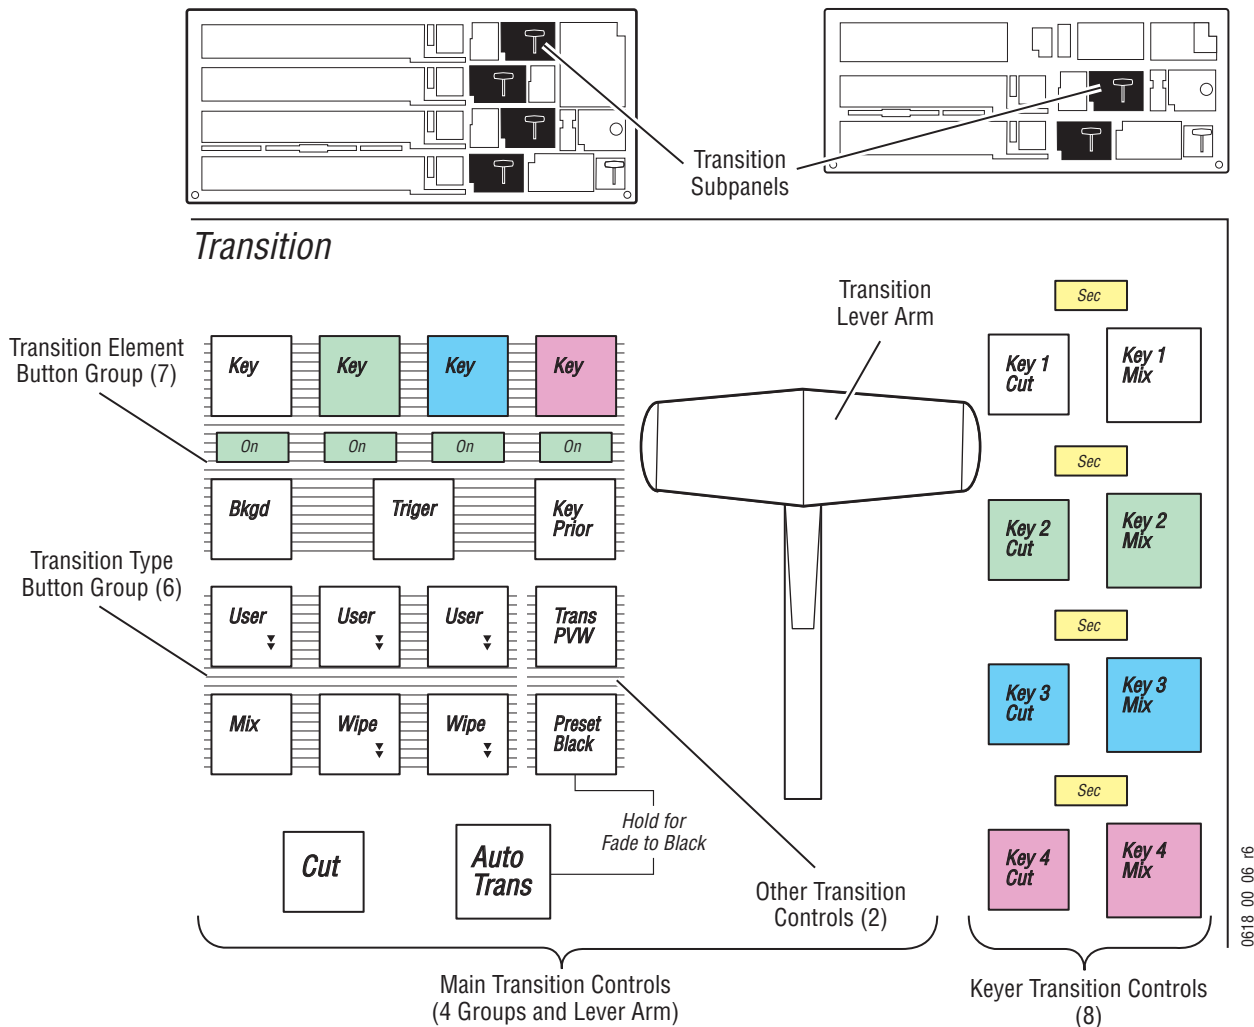 Transition
Subpanels
Transition
Transition
Lever Arm
Sec
Transition Element
Button Group (7)
Key
Key
Key
Key
Key 1
Cut
Key 1
Mix
On
On
On
On
Sec
Bkgd
Triger
Key
Prior
Key 2
Cut
Key 2
Mix
Transition Type
Button Group (6)
User
User
User
Trans
PVW
Sec
Mix
Wipe
Wipe
Preset
Black
Key 3
Cut
Key 3
Mix
Sec
Hold for
Fade to Black
Cut
Auto
Trans
Key 4
Cut
Key 4
Mix
Other Transition
Controls (2)
Main Transition Controls
(4 Groups and Lever Arm)
Keyer Transition Controls
(8)
0618 00 06 r6